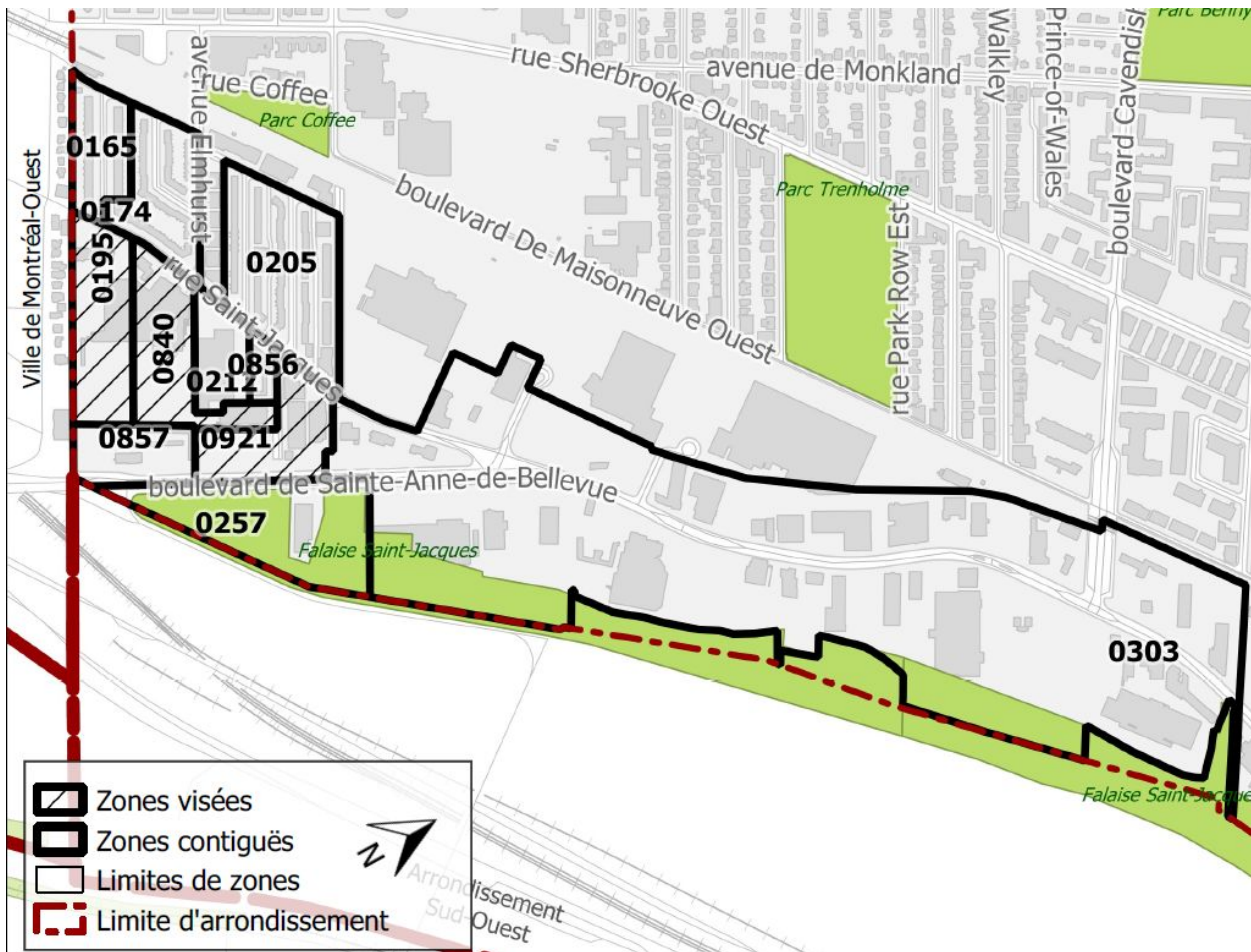 Parc Benny
rue Sherbrooke Ouest
avenue de Monkland
Walkley
Prince-of-Wales
boulevard Cavendish
avenue Elmhurst
rue Coffee
Parc Coffee
Ville de Montréal-Ouest
0165
0174
0195
0840
rue Saint-Jacques
0205
0212
0856
0857
0921
boulevard De Maisonneuve Ouest
Parc Trenholme
rue Park Row Est
boulevard de Sainte-Anne-de-Bellevue
0257
Falaise Saint-Jacques
0303
Falaise Saint-Jacques
Zones visées
Zones contiguës
Limites de zones
Limite d'arrondissement
N
Arrondissement
Sud-Ouest